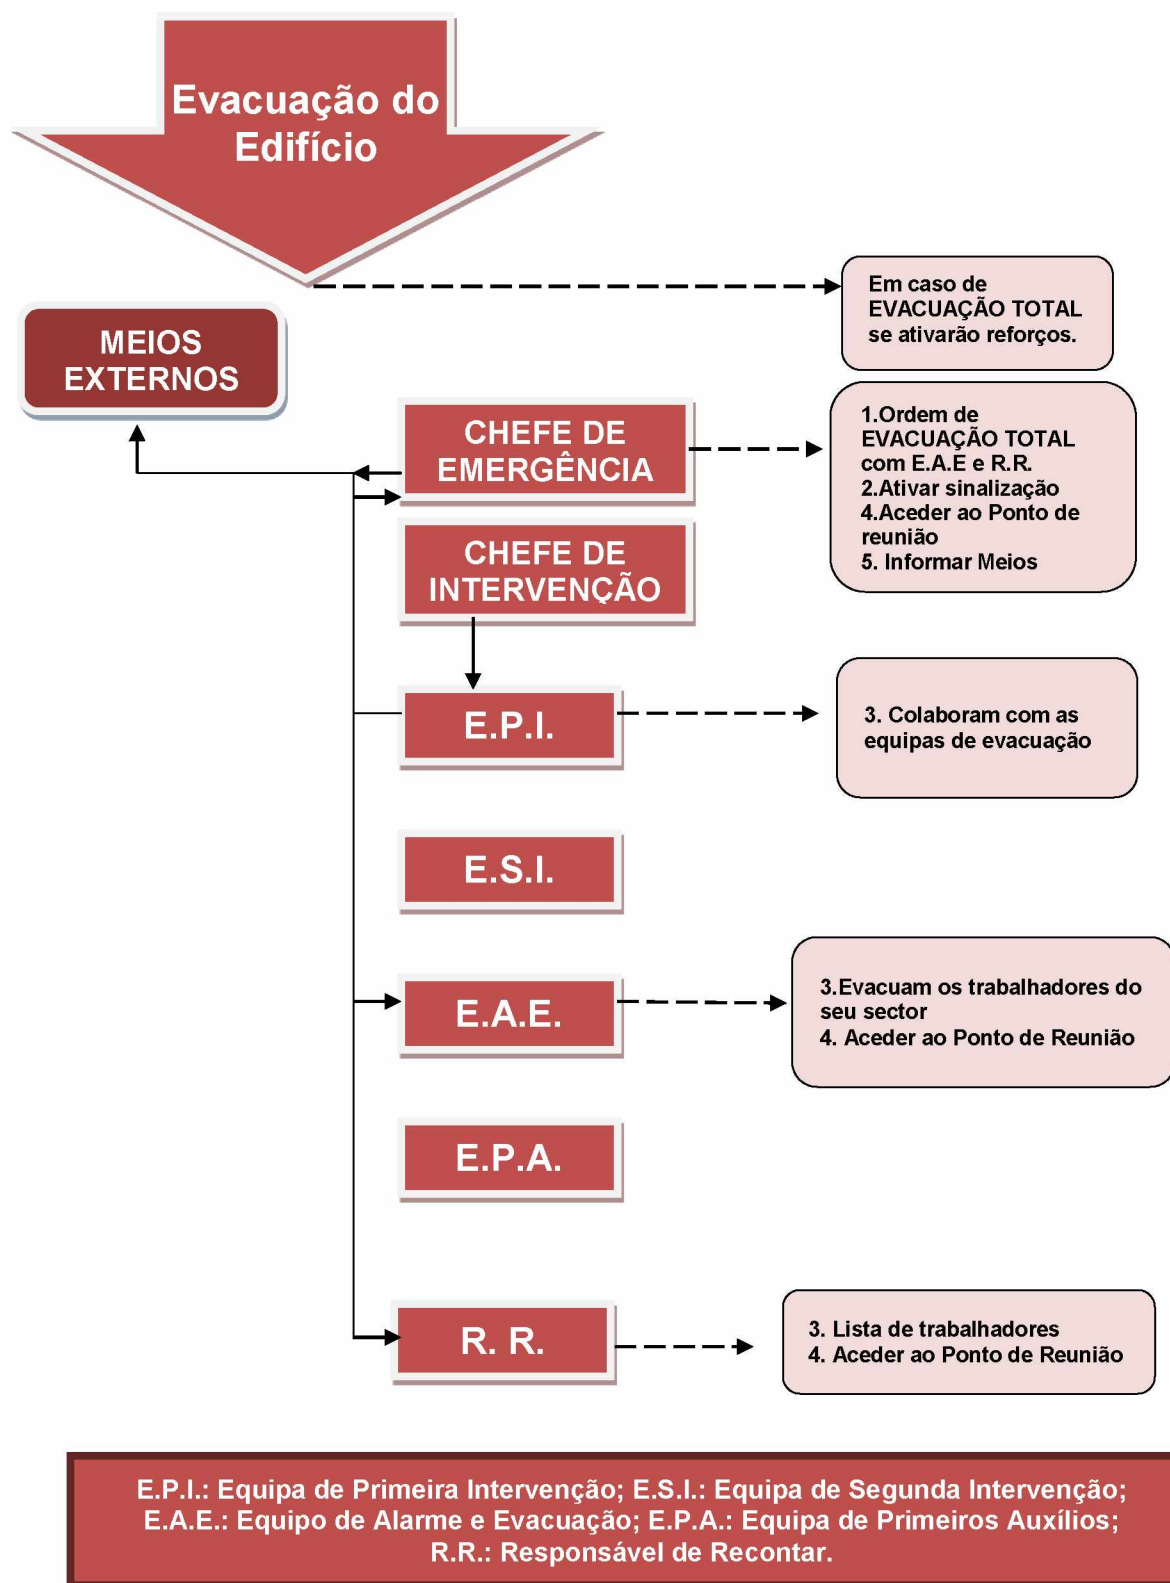 Evacuação do
Edifício
Em caso de
EVACUAÇÃO TOTAL
se ativarão reforços.
MEIOS
EXTERNOS
CHEFE DE
EMERGÊNCIA
1.Ordem de
EVACUAÇÃO TOTAL
com E.A.E e R.R.
2.Ativar sinalização
4.Aceder ao Ponto de
reunião
5. Informar Meios
CHEFE DE
INTERVENÇÃO
E.P.I.
3. Colaboram com as
equipas de evacuação
E.S.I.
E.A.E.
3.Evacuam os trabalhadores do
seu sector
4. Aceder ao Ponto de Reunião
E.P.A.
R. R.
3. Lista de trabalhadores
4. Aceder ao Ponto de Reunião
E.P.I.: Equipa de Primeira Intervenção; E.S.I.: Equipa de Segunda Intervenção;
E.A.E.: Equipo de Alarme e Evacuação; E.P.A.: Equipa de Primeiros Auxílios;
R.R.: Responsável de Recontar.